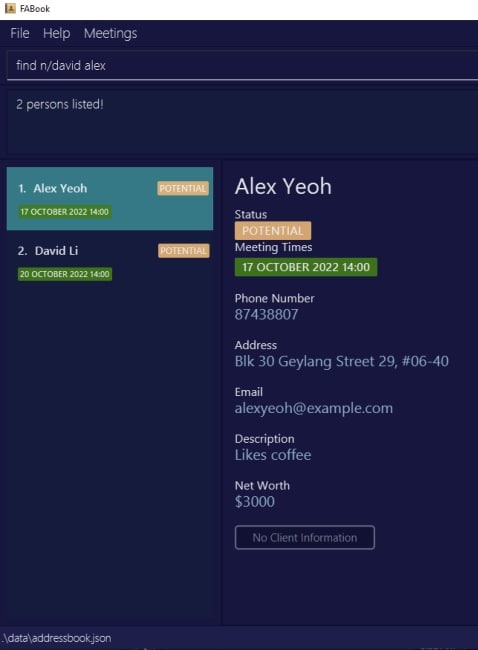 FABook
File Help Meetings
find n/david alex
2 persons listed!
1. Alex Yeoh
POTENTIAL
17 OCTOBER 2022 14:00
2. David Li
POTENTIAL
20 OCTOBER 2022 14:00
Alex Yeoh
Status
POTENTIAL
Meeting Times
17 OCTOBER 2022 14:00
Phone Number
87438807
Address
Blk 30 Geylang Street 29, #06-40
Email
alexyeoh@example.com
Description
Likes coffee
Net Worth
$3000
No Client Information
.\data\addressbook.json